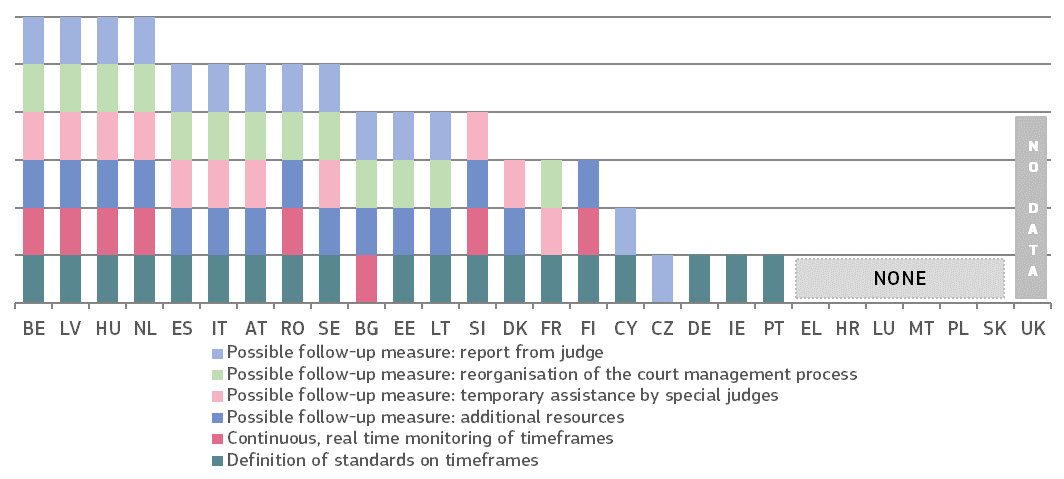 NO DATA
NONE
BE LV HU NL ES IT AT RO SE BG EE LT SI DK FR FI CY CZ DE IE PT EL HR LU MT PL SK UK
Possible follow-up measure: report from judge
Possible follow-up measure: reorganisation of the court management process
Possible follow-up measure: temporary assistance by special judges
Possible follow-up measure: additional resources
Continuous, real time monitoring of timeframes
Definition of standards on timeframes